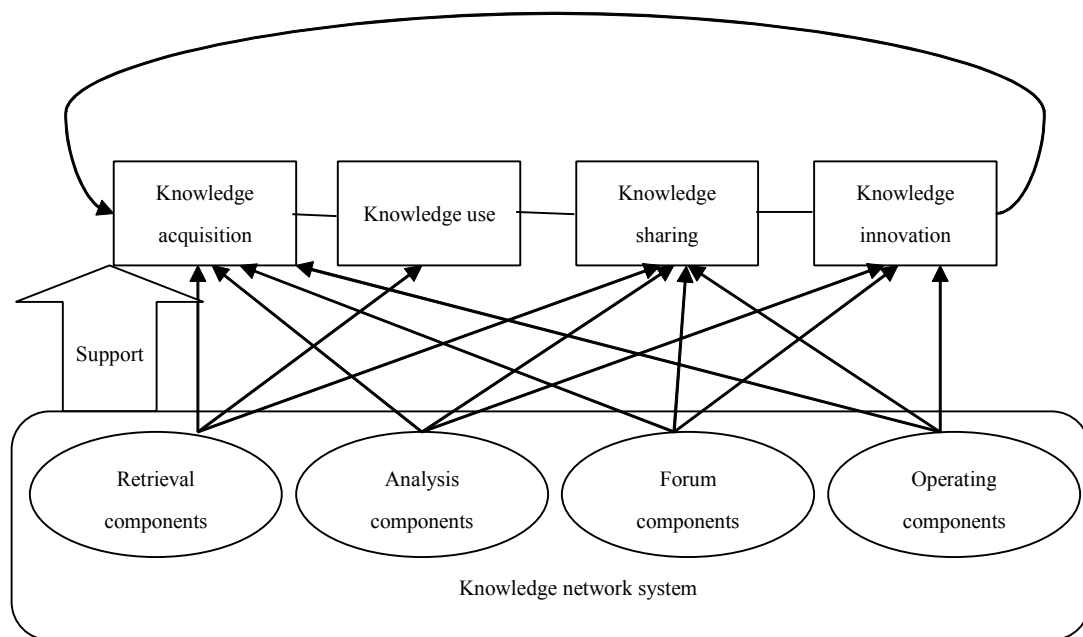 Knowledge
acquisition
Knowledge use
Knowledge
sharing
Knowledge
innovation
Support
Retrieval
components
Analysis
components
Forum
components
Operating
components
Knowledge network system